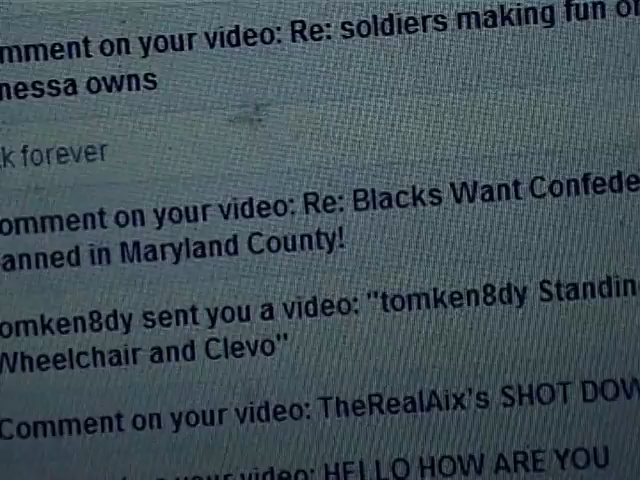 mment on your video: Re: soldiers making fun of
nessa owns
k forever
omment on your video: Re: Blacks Want Confede
anned in Maryland County!
omken8dy sent you a video: "tomken8dy Standin
Wheelchair and Clevo"
Comment on your video: TheRealAix's SHOT DOW
your video: HELLO HOW ARE YOU